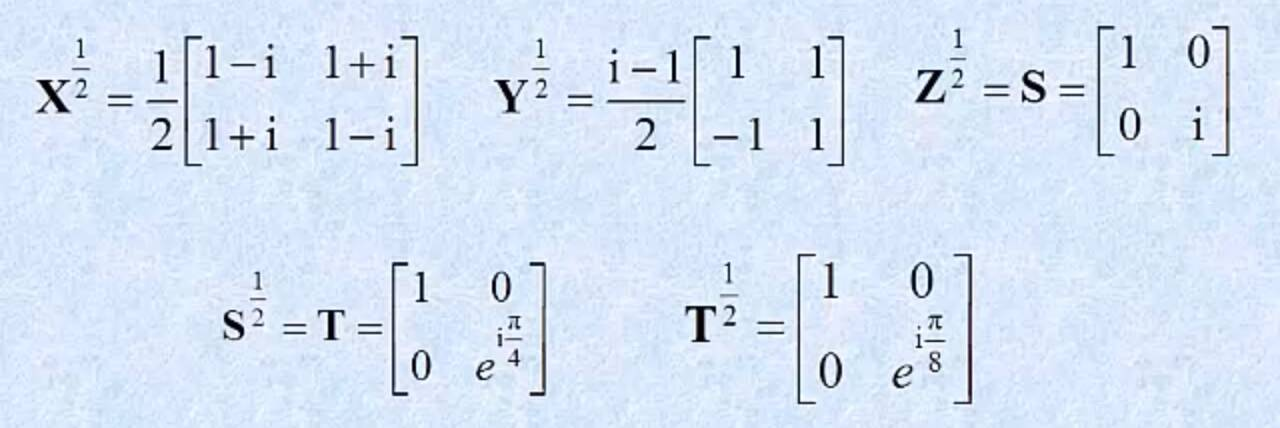 X^{1/2} = 1/2 [1−i 1+i; 1+i 1−i] Y^{1/2} = (i−1)/2 [1 1; −1 1] Z^{1/2} = S = [1 0; 0 i]
S^{1/2} = T = [1 0; 0 e^{iπ/4}] T^{1/2} = [1 0; 0 e^{iπ/8}]